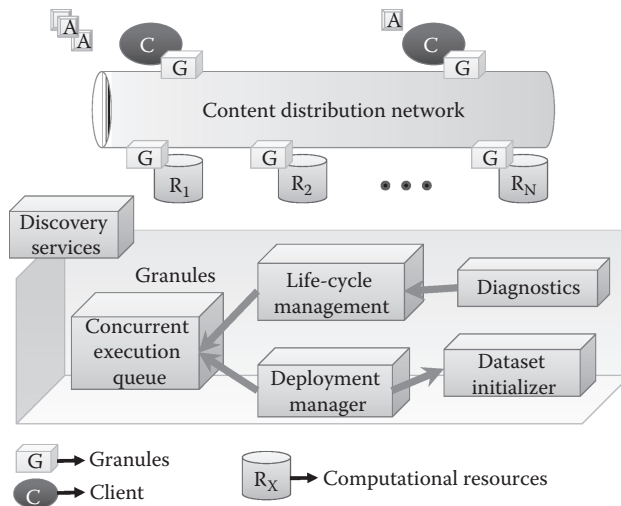 A
A
A
A
C
C
G
G
Content distribution network
G
G
G
R1
R2
RN
Discovery
services
Granules
Life-cycle
management
Diagnostics
Concurrent
execution
queue
Deployment
manager
Dataset
initializer
G Granules
C Client
RX Computational resources